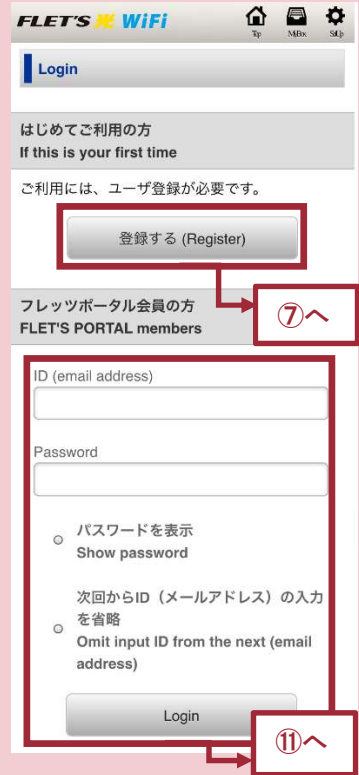 FLET'S 光 WiFi
Top MyBox SetUp
Login
はじめてご利用の方
If this is your first time
ご利用には、ユーザ登録が必要です。
登録する (Register)
⑦へ
フレッツポータル会員の方
FLET'S PORTAL members
ID (email address)
Password
パスワードを表示
Show password
次回からID（メールアドレス）の入力
を省略
Omit input ID from the next (email
address)
Login
⑪へ